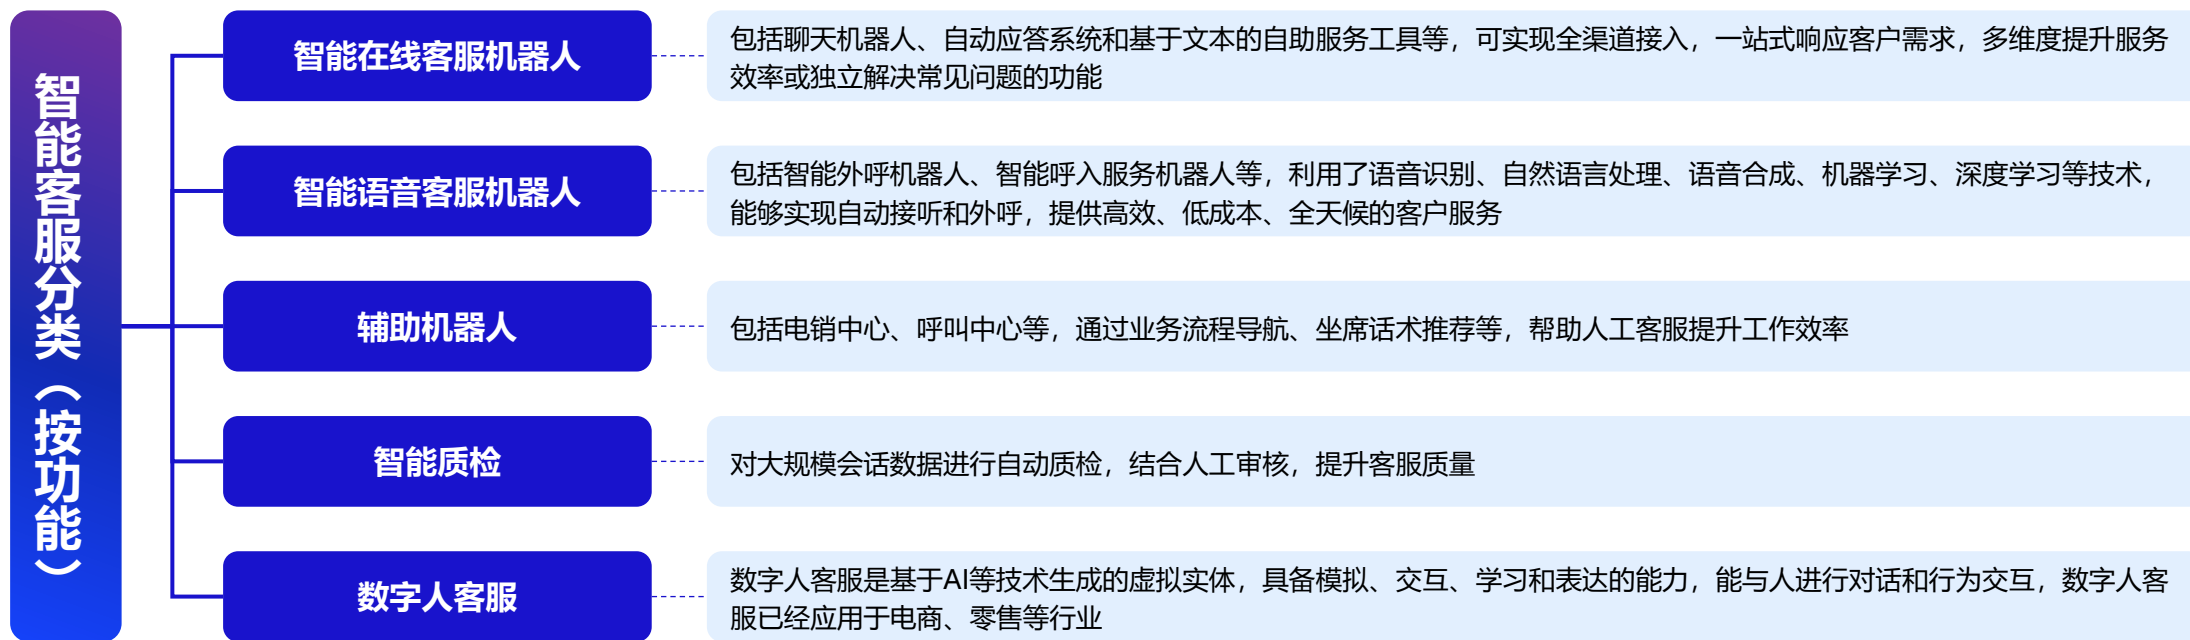 智能客服分类（按功能）
智能在线客服机器人
包括聊天机器人、自动应答系统和基于文本的自助服务工具等，可实现全渠道接入，一站式响应客户需求，多维度提升服务
效率或独立解决常见问题的功能
智能语音客服机器人
包括智能外呼机器人、智能呼入服务机器人等，利用了语音识别、自然语言处理、语音合成、机器学习、深度学习等技术，
能够实现自动接听和外呼，提供高效、低成本、全天候的客户服务
辅助机器人
包括电销中心、呼叫中心等，通过业务流程导航、坐席话术推荐等，帮助人工客服提升工作效率
智能质检
对大规模会话数据进行自动质检，结合人工审核，提升客服质量
数字人客服
数字人客服是基于AI等技术生成的虚拟实体，具备模拟、交互、学习和表达的能力，能与人进行对话和行为交互，数字人客
服已经应用于电商、零售等行业